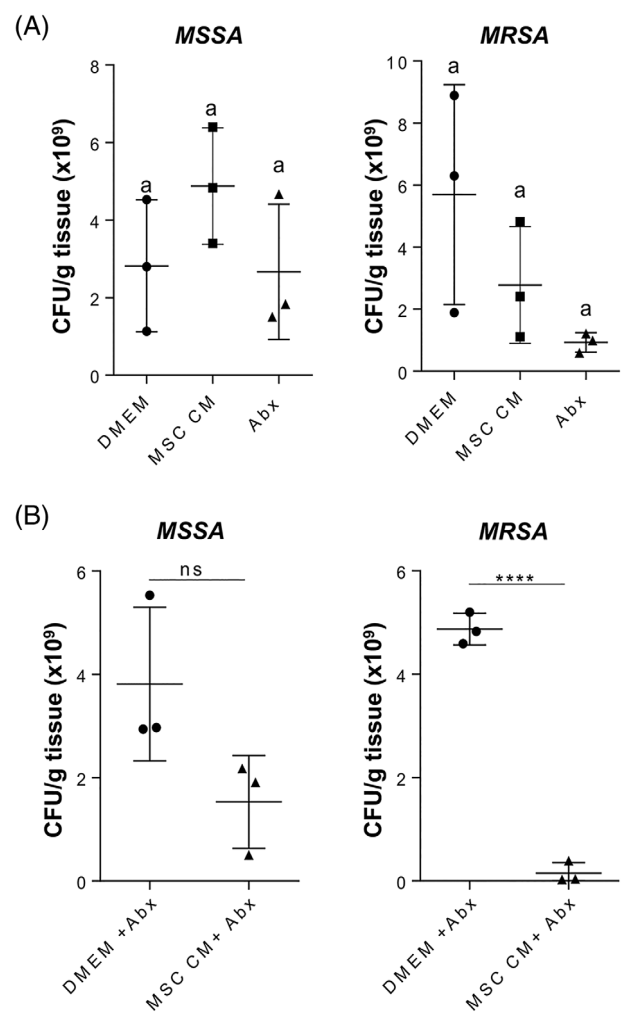 (A)
MSSA
MRSA
CFU/g tissue (x10⁹)
8
6
4
2
0
a
a
a
DMEM
MSC CM
Abx
CFU/g tissue (x10⁹)
10
8
6
4
2
0
a
a
a
DMEM
MSC CM
Abx
(B)
MSSA
MRSA
CFU/g tissue (x10⁹)
6
4
2
0
ns
DMEM +Abx
MSC CM+ Abx
CFU/g tissue (x10⁹)
6
4
2
0
****
DMEM +Abx
MSC CM+ Abx